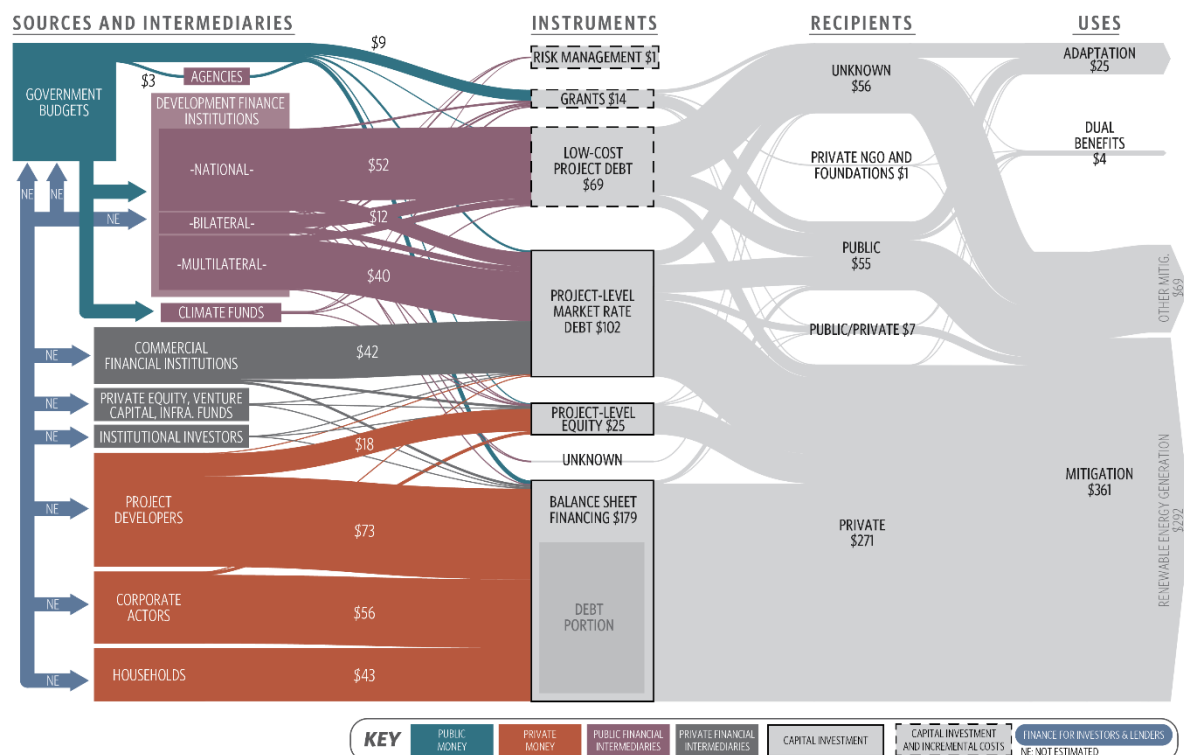 SOURCES AND INTERMEDIARIES
INSTRUMENTS
RECIPIENTS
USES
GOVERNMENT
BUDGETS
$3
AGENCIES
$9
DEVELOPMENT FINANCE
INSTITUTIONS
-NATIONAL-
$52
-BILATERAL-
$12
-MULTILATERAL-
$40
CLIMATE FUNDS
NE
NE
NE
NE
NE
NE
NE
NE
NE
COMMERCIAL
FINANCIAL INSTITUTIONS
$42
PRIVATE EQUITY, VENTURE
CAPITAL, INFRA. FUNDS
INSTITUTIONAL INVESTORS
$18
PROJECT
DEVELOPERS
$73
CORPORATE
ACTORS
$56
HOUSEHOLDS
$43
RISK MANAGEMENT $1
GRANTS $14
LOW-COST
PROJECT DEBT
$69
PROJECT-LEVEL
MARKET RATE
DEBT $102
PROJECT-LEVEL
EQUITY $25
UNKNOWN
BALANCE SHEET
FINANCING $179
DEBT
PORTION
UNKNOWN
$56
PRIVATE NGO AND
FOUNDATIONS $1
PUBLIC
$55
PUBLIC/PRIVATE $7
PRIVATE
$271
ADAPTATION
$25
DUAL
BENEFITS
$4
OTHER MITIG.
$69
MITIGATION
$361
RENEWABLE ENERGY GENERATION
$292
KEY
PUBLIC
MONEY
PRIVATE
MONEY
PUBLIC FINANCIAL
INTERMEDIARIES
PRIVATE FINANCIAL
INTERMEDIARIES
CAPITAL INVESTMENT
CAPITAL INVESTMENT
AND INCREMENTAL COSTS
FINANCE FOR INVESTORS & LENDERS
NE: NOT ESTIMATED